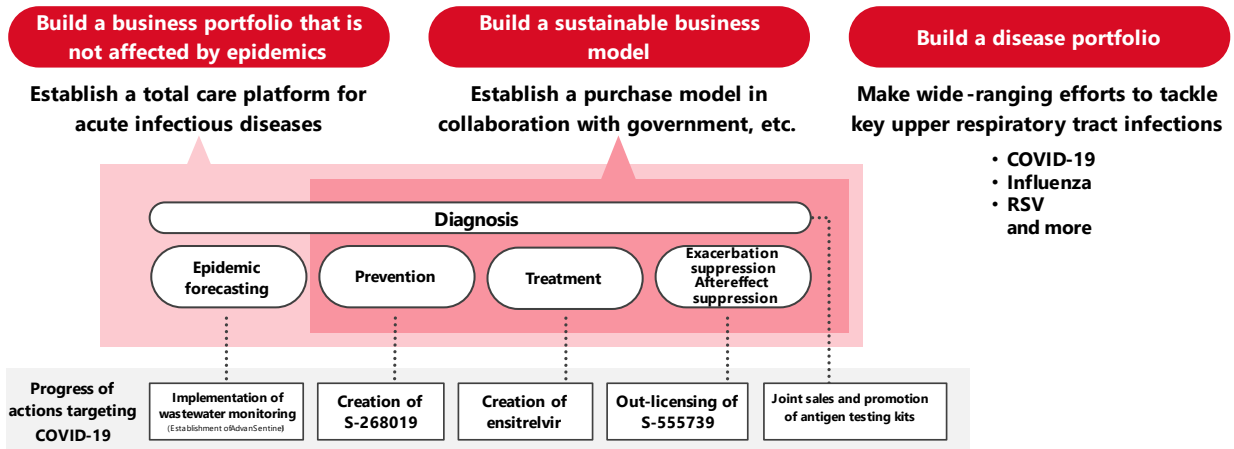 Build a business portfolio that is
not affected by epidemics
Establish a total care platform for
acute infectious diseases
Build a sustainable business
model
Establish a purchase model in
collaboration with government, etc.
Build a disease portfolio
Make wide-ranging efforts to tackle
key upper respiratory tract infections
• COVID-19
• Influenza
• RSV
and more
Diagnosis
Epidemic
forecasting
Prevention
Treatment
Exacerbation
suppression
Aftereffect
suppression
Progress of
actions targeting
COVID-19
Implementation of
wastewater monitoring
(Establishment of AdvanSentinel)
Creation of
S-268019
Creation of
ensitrelvir
Out-licensing of
S-555739
Joint sales and promotion
of antigen testing kits